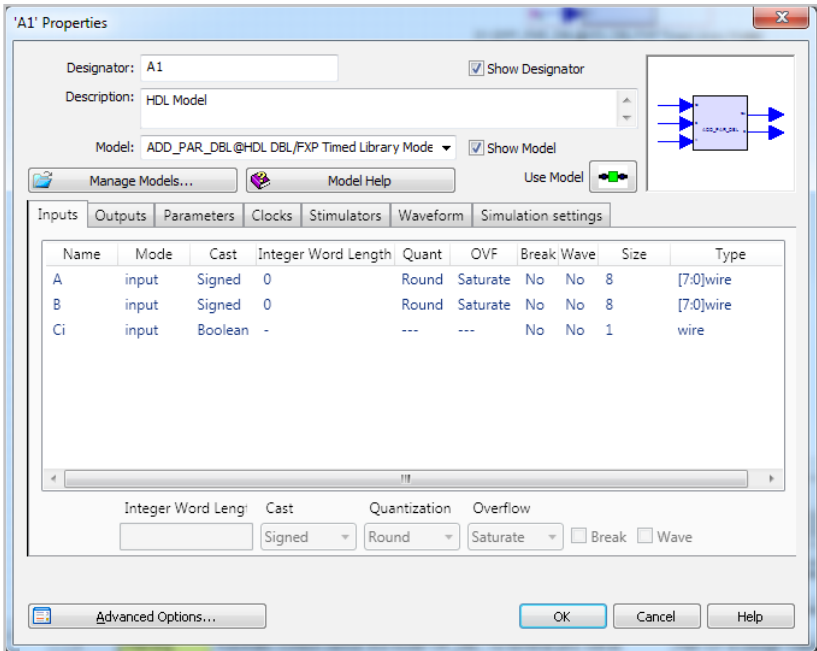 'A1' Properties
Designator: A1 Show Designator
Description: HDL Model
Model: ADD_PAR_DBL@HDL DBL/FXP Timed Library Mode Show Model
Manage Models... Model Help Use Model
ADD_PAR_DBL
Inputs Outputs Parameters Clocks Stimulators Waveform Simulation settings
Name Mode Cast Integer Word Length Quant OVF Break Wave Size Type
A input Signed 0 Round Saturate No No 8 [7:0]wire
B input Signed 0 Round Saturate No No 8 [7:0]wire
Ci input Boolean - --- --- No No 1 wire
Integer Word Leng Cast Quantization Overflow
Signed Round Saturate Break Wave
Advanced Options... OK Cancel Help